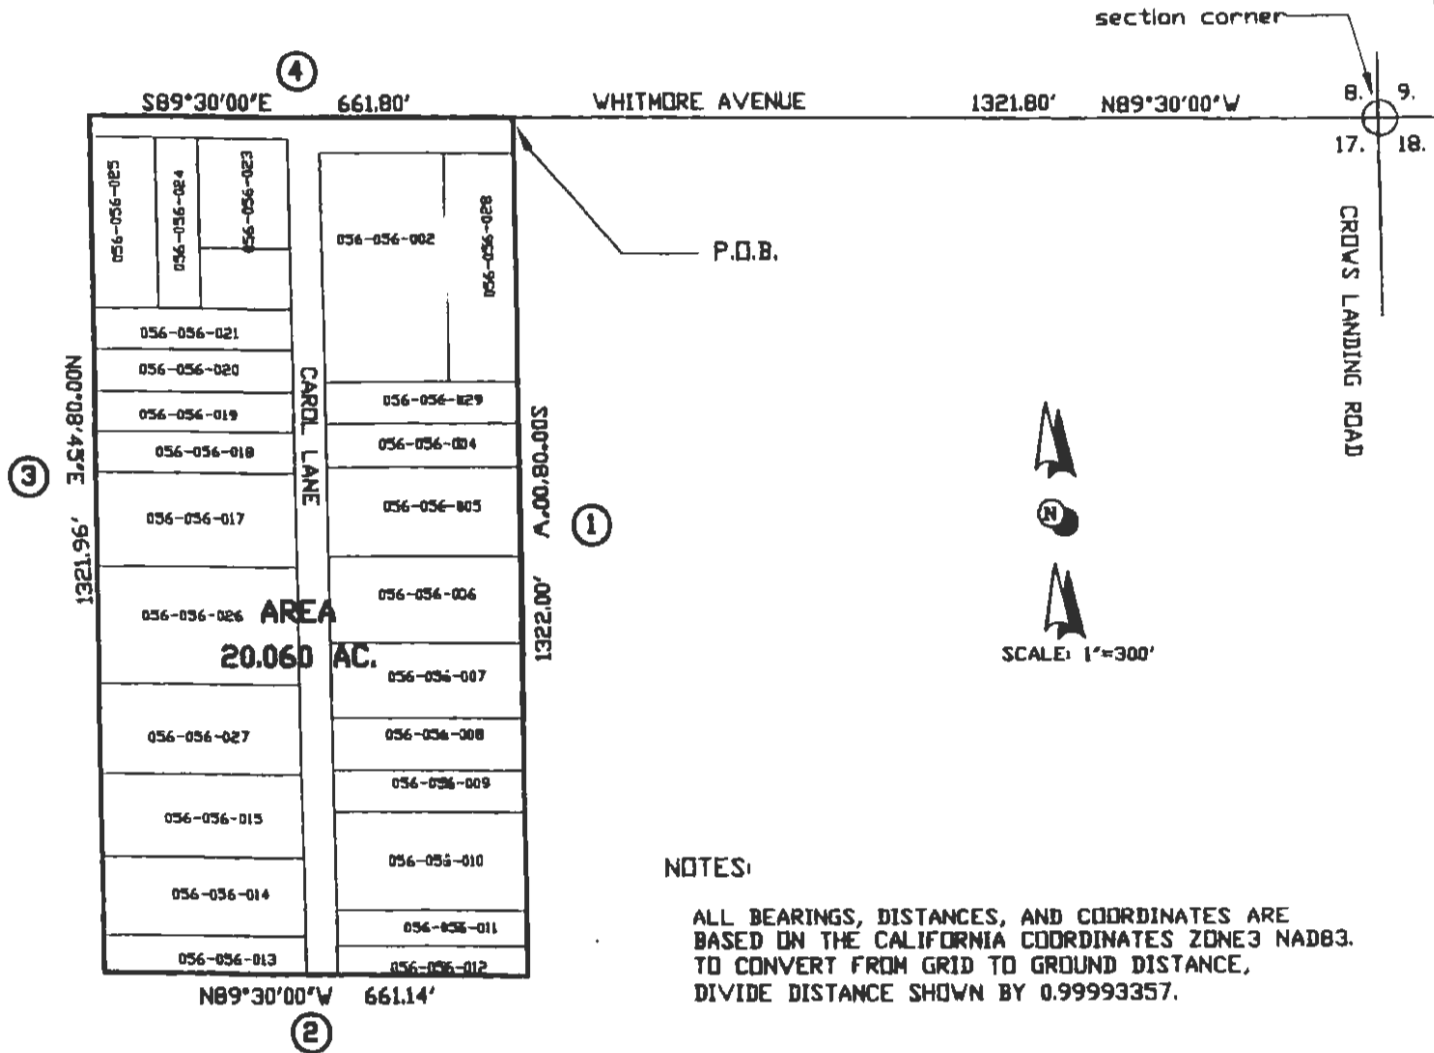 section corner
4
S89°30'00"E 661.80' WHITMORE AVENUE 1321.80' N89°30'00"W
8. 9.
17. 18.
P.O.B.
CROWS LANDING ROAD
056-056-025
056-056-024
056-056-023
056-056-002
056-056-028
056-056-021
056-056-020
056-056-019
056-056-018
056-056-017
056-056-026
056-056-027
056-056-015
056-056-014
056-056-013
CAROL LANE
056-056-029
056-056-004
056-056-005
056-056-006
056-056-007
056-056-008
056-056-009
056-056-010
056-056-011
056-056-012
AREA
20.060 AC.
3
N00°08'45"E 1321.96'
1
1322.00'
N89°30'00"W 661.14'
2
N
SCALE: 1"=300'
NOTES:
ALL BEARINGS, DISTANCES, AND COORDINATES ARE
BASED ON THE CALIFORNIA COORDINATES ZONE3 NAD83.
TO CONVERT FROM GRID TO GROUND DISTANCE,
DIVIDE DISTANCE SHOWN BY 0.99993357.